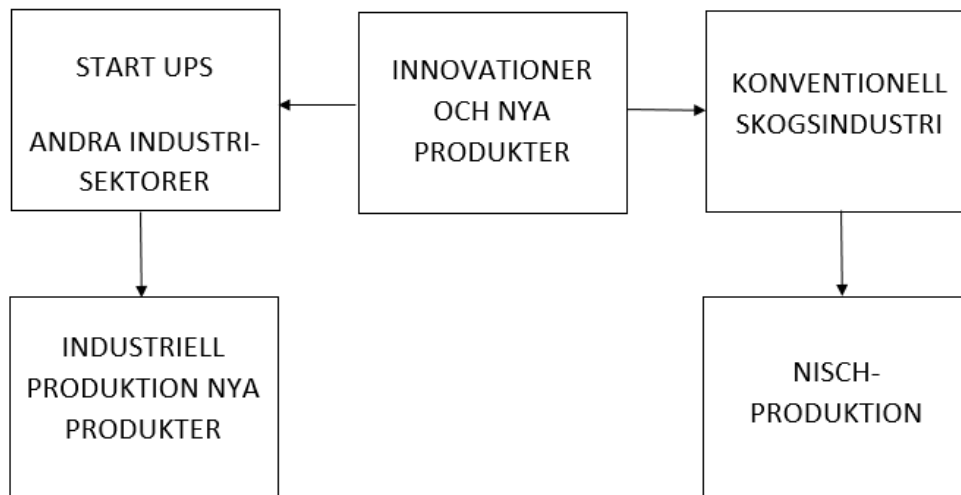 START UPS
ANDRA INDUSTRI-
SEKTORER
INNOVATIONER
OCH NYA
PRODUKTER
KONVENTIONELL
SKOGSINDUSTRI
INDUSTRIELL
PRODUKTION NYA
PRODUKTER
NISCH-
PRODUKTION